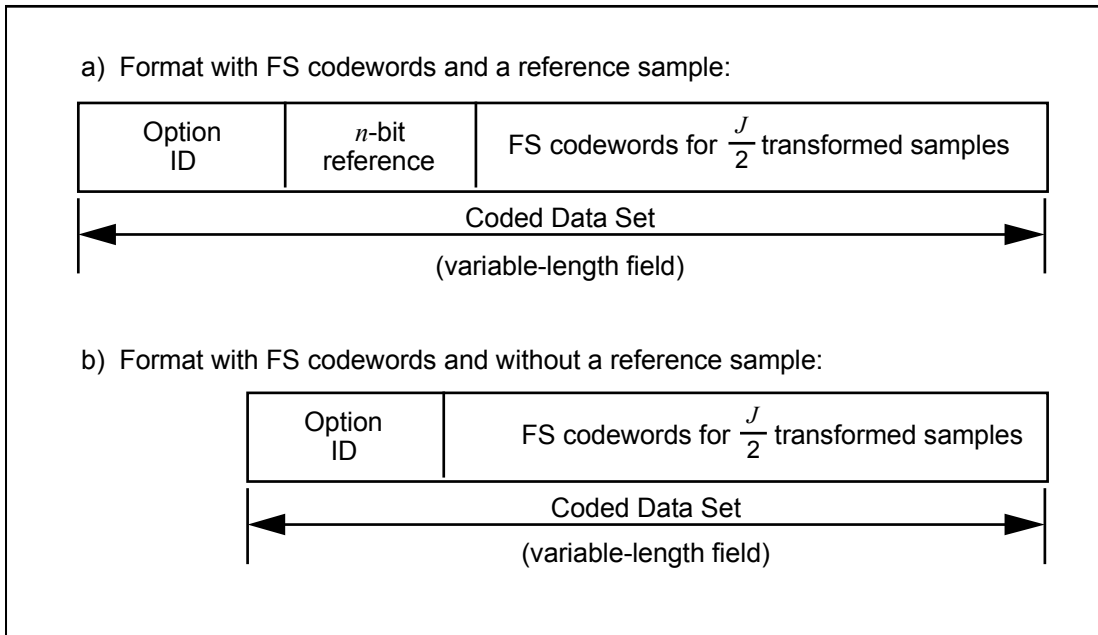 a) Format with FS codewords and a reference sample:
Option
ID
n-bit
reference
FS codewords for J/2 transformed samples
Coded Data Set
(variable-length field)
b) Format with FS codewords and without a reference sample:
Option
ID
FS codewords for J/2 transformed samples
Coded Data Set
(variable-length field)